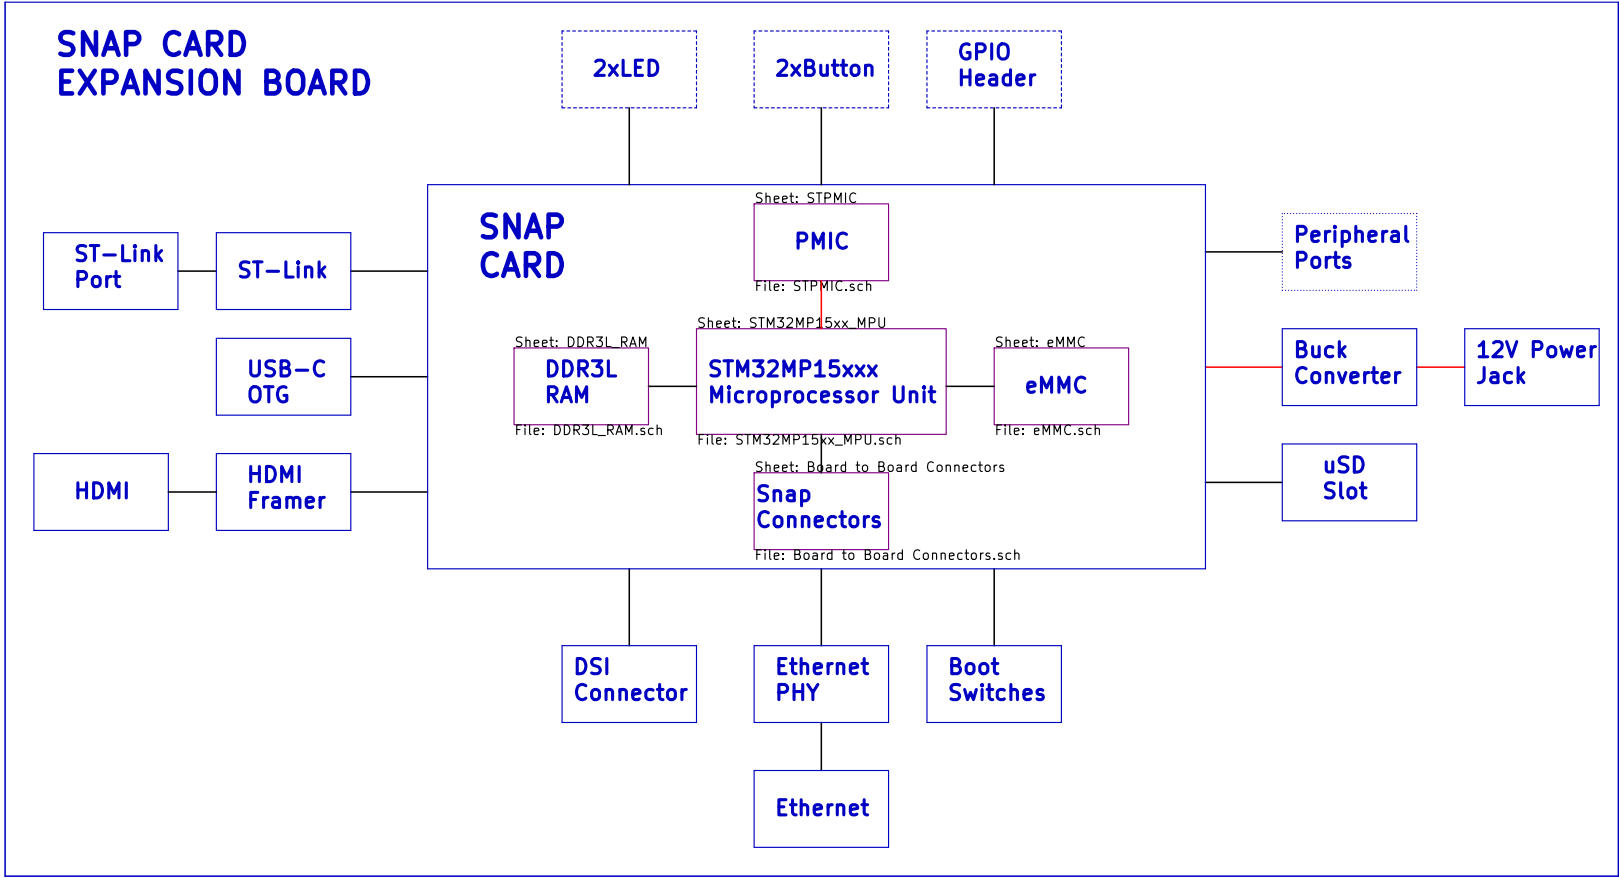 SNAP CARD
EXPANSION BOARD
2xLED
2xButton
GPIO
Header
SNAP
CARD
Sheet: STPMIC
PMIC
File: STPMIC.sch
ST-Link
Port
ST-Link
Peripheral
Ports
Sheet: STM32MP15xx_MPU
STM32MP15xxx
Microprocessor Unit
File: STM32MP15xx_MPU.sch
Sheet: DDR3L_RAM
DDR3L
RAM
File: DDR3L_RAM.sch
Sheet: eMMC
eMMC
File: eMMC.sch
USB-C
OTG
Buck
Converter
12V Power
Jack
HDMI
HDMI
Framer
Sheet: Board to Board Connectors
Snap
Connectors
File: Board to Board Connectors.sch
uSD
Slot
DSI
Connector
Ethernet
PHY
Boot
Switches
Ethernet